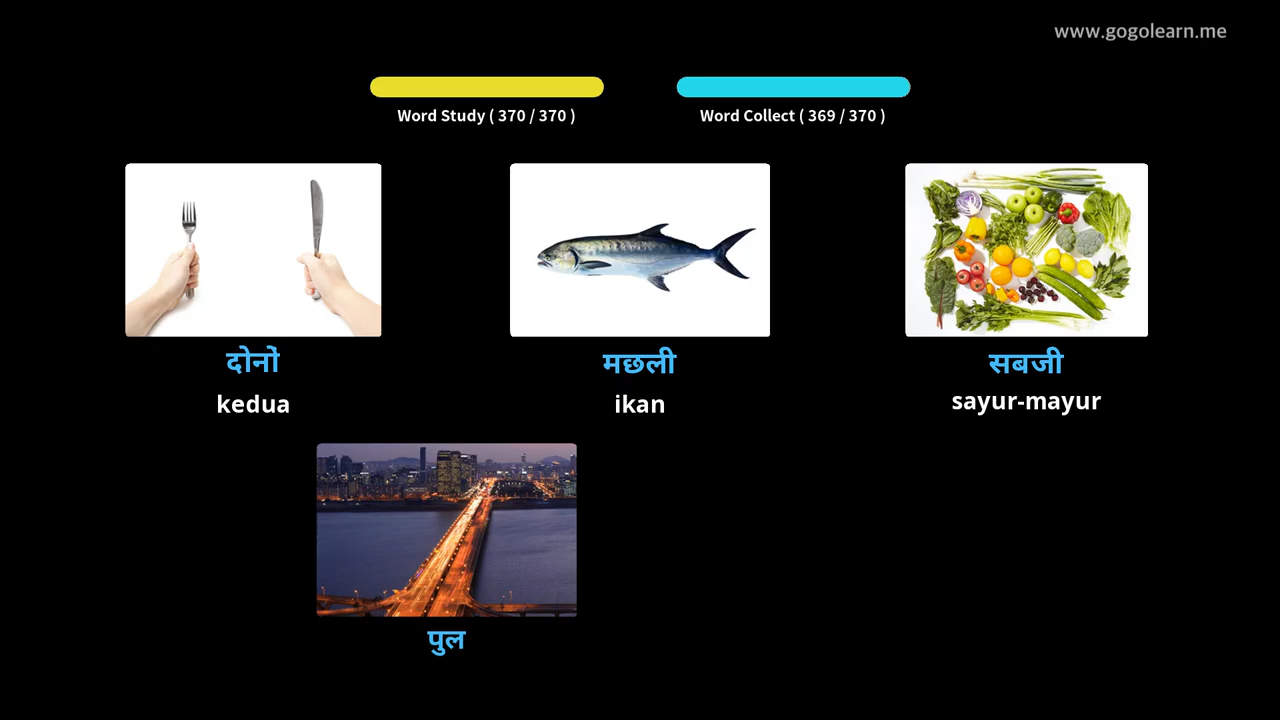 www.gogolearn.me
Word Study ( 370 / 370 )
Word Collect ( 369 / 370 )
दोनों
मछली
सबजी
kedua
ikan
sayur-mayur
पुल